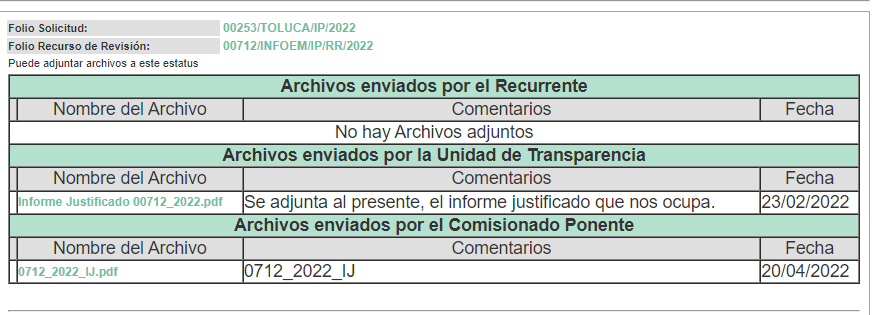 Folio Solicitud: 00253/TOLUCA/IP/2022
Folio Recurso de Revisión: 00712/INFOEM/IP/RR/2022
Puede adjuntar archivos a este estatus
Archivos enviados por el Recurrente
Nombre del Archivo Comentarios Fecha
No hay Archivos adjuntos
Archivos enviados por la Unidad de Transparencia
Nombre del Archivo Comentarios Fecha
Informe Justificado 00712_2022.pdf Se adjunta al presente, el informe justificado que nos ocupa. 23/02/2022
Archivos enviados por el Comisionado Ponente
Nombre del Archivo Comentarios Fecha
0712_2022_IJ.pdf 0712_2022_IJ 20/04/2022